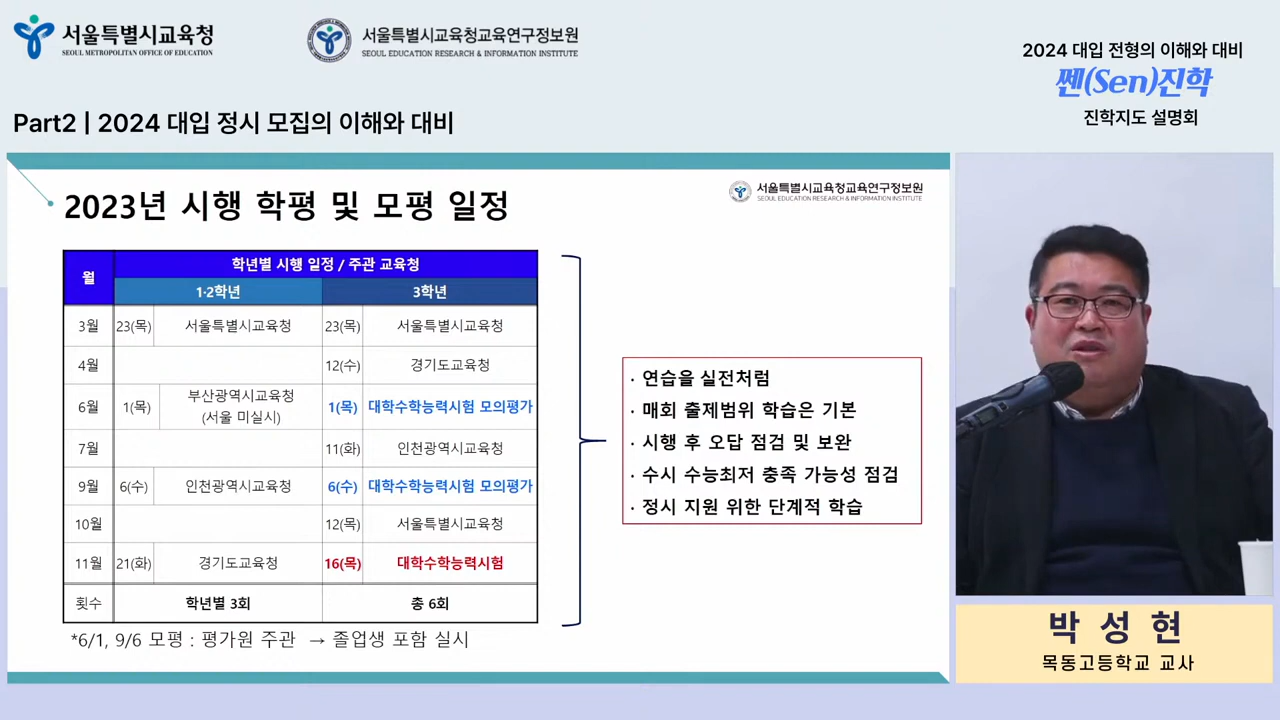 서울특별시교육청
SEOUL METROPOLITAN OFFICE OF EDUCATION
서울특별시교육청교육연구정보원
SEOUL EDUCATION RESEARCH & INFORMATION INSTITUTE
2024 대입 전형의 이해와 대비
쎈(Sen)진학
진학지도 설명회
Part2 | 2024 대입 정시 모집의 이해와 대비
2023년 시행 학평 및 모평 일정
서울특별시교육청교육연구정보원
SEOUL EDUCATION RESEARCH & INFORMATION INSTITUTE
월 학년별 시행 일정 / 주관 교육청
1·2학년 3학년
3월 23(목) 서울특별시교육청 23(목) 서울특별시교육청
4월 12(수) 경기도교육청
6월 1(목) 부산광역시교육청 (서울 미실시) 1(목) 대학수학능력시험 모의평가
7월 11(화) 인천광역시교육청
9월 6(수) 인천광역시교육청 6(수) 대학수학능력시험 모의평가
10월 12(목) 서울특별시교육청
11월 21(화) 경기도교육청 16(목) 대학수학능력시험
횟수 학년별 3회 총 6회
*6/1, 9/6 모평 : 평가원 주관 → 졸업생 포함 실시
· 연습을 실전처럼
· 매회 출제범위 학습은 기본
· 시행 후 오답 점검 및 보완
· 수시 수능최저 충족 가능성 점검
· 정시 지원 위한 단계적 학습
박 성 현
목동고등학교 교사